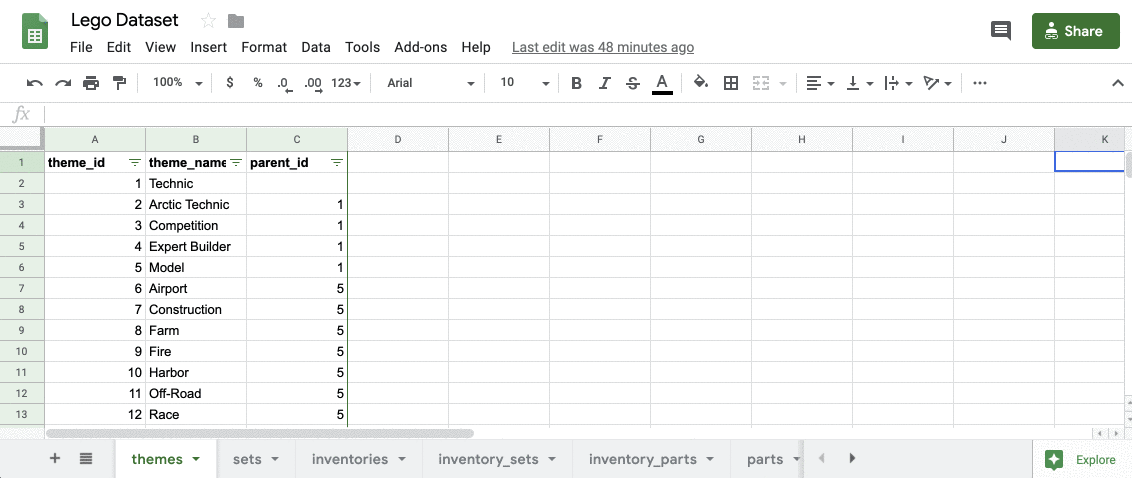 Lego Dataset
File Edit View Insert Format Data Tools Add-ons Help Last edit was 48 minutes ago
Share
100% $ % .0 .00 123 Arial 10 B I S A
fx
A B C D E F G H I J K
1 theme_id theme_name parent_id
2 1 Technic
3 2 Arctic Technic 1
4 3 Competition 1
5 4 Expert Builder 1
6 5 Model 1
7 6 Airport 5
8 7 Construction 5
9 8 Farm 5
10 9 Fire 5
11 10 Harbor 5
12 11 Off-Road 5
13 12 Race 5
themes sets inventories inventory_sets inventory_parts parts Explore